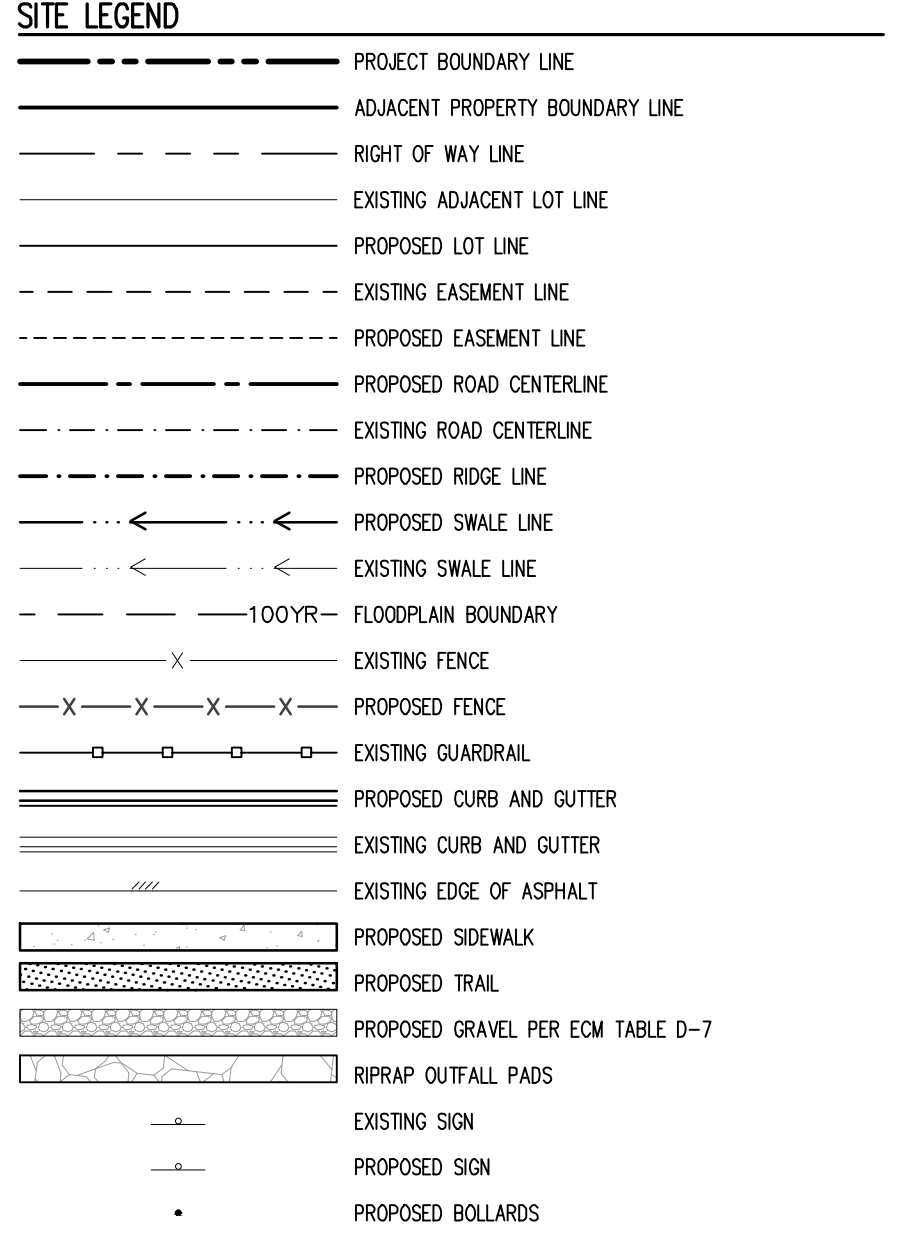 SITE LEGEND
PROJECT BOUNDARY LINE
ADJACENT PROPERTY BOUNDARY LINE
RIGHT OF WAY LINE
EXISTING ADJACENT LOT LINE
PROPOSED LOT LINE
EXISTING EASEMENT LINE
PROPOSED EASEMENT LINE
PROPOSED ROAD CENTERLINE
EXISTING ROAD CENTERLINE
PROPOSED RIDGE LINE
PROPOSED SWALE LINE
EXISTING SWALE LINE
100YR FLOODPLAIN BOUNDARY
X EXISTING FENCE
X X X X PROPOSED FENCE
EXISTING GUARDRAIL
PROPOSED CURB AND GUTTER
EXISTING CURB AND GUTTER
EXISTING EDGE OF ASPHALT
PROPOSED SIDEWALK
PROPOSED TRAIL
PROPOSED GRAVEL PER ECM TABLE D-7
RIPRAP OUTFALL PADS
EXISTING SIGN
PROPOSED SIGN
PROPOSED BOLLARDS